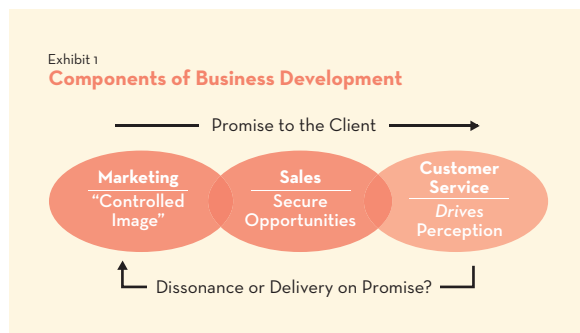 Exhibit 1
Components of Business Development
Promise to the Client
Marketing
“Controlled
Image”
Sales
Secure
Opportunities
Customer
Service
Drives
Perception
Dissonance or Delivery on Promise?